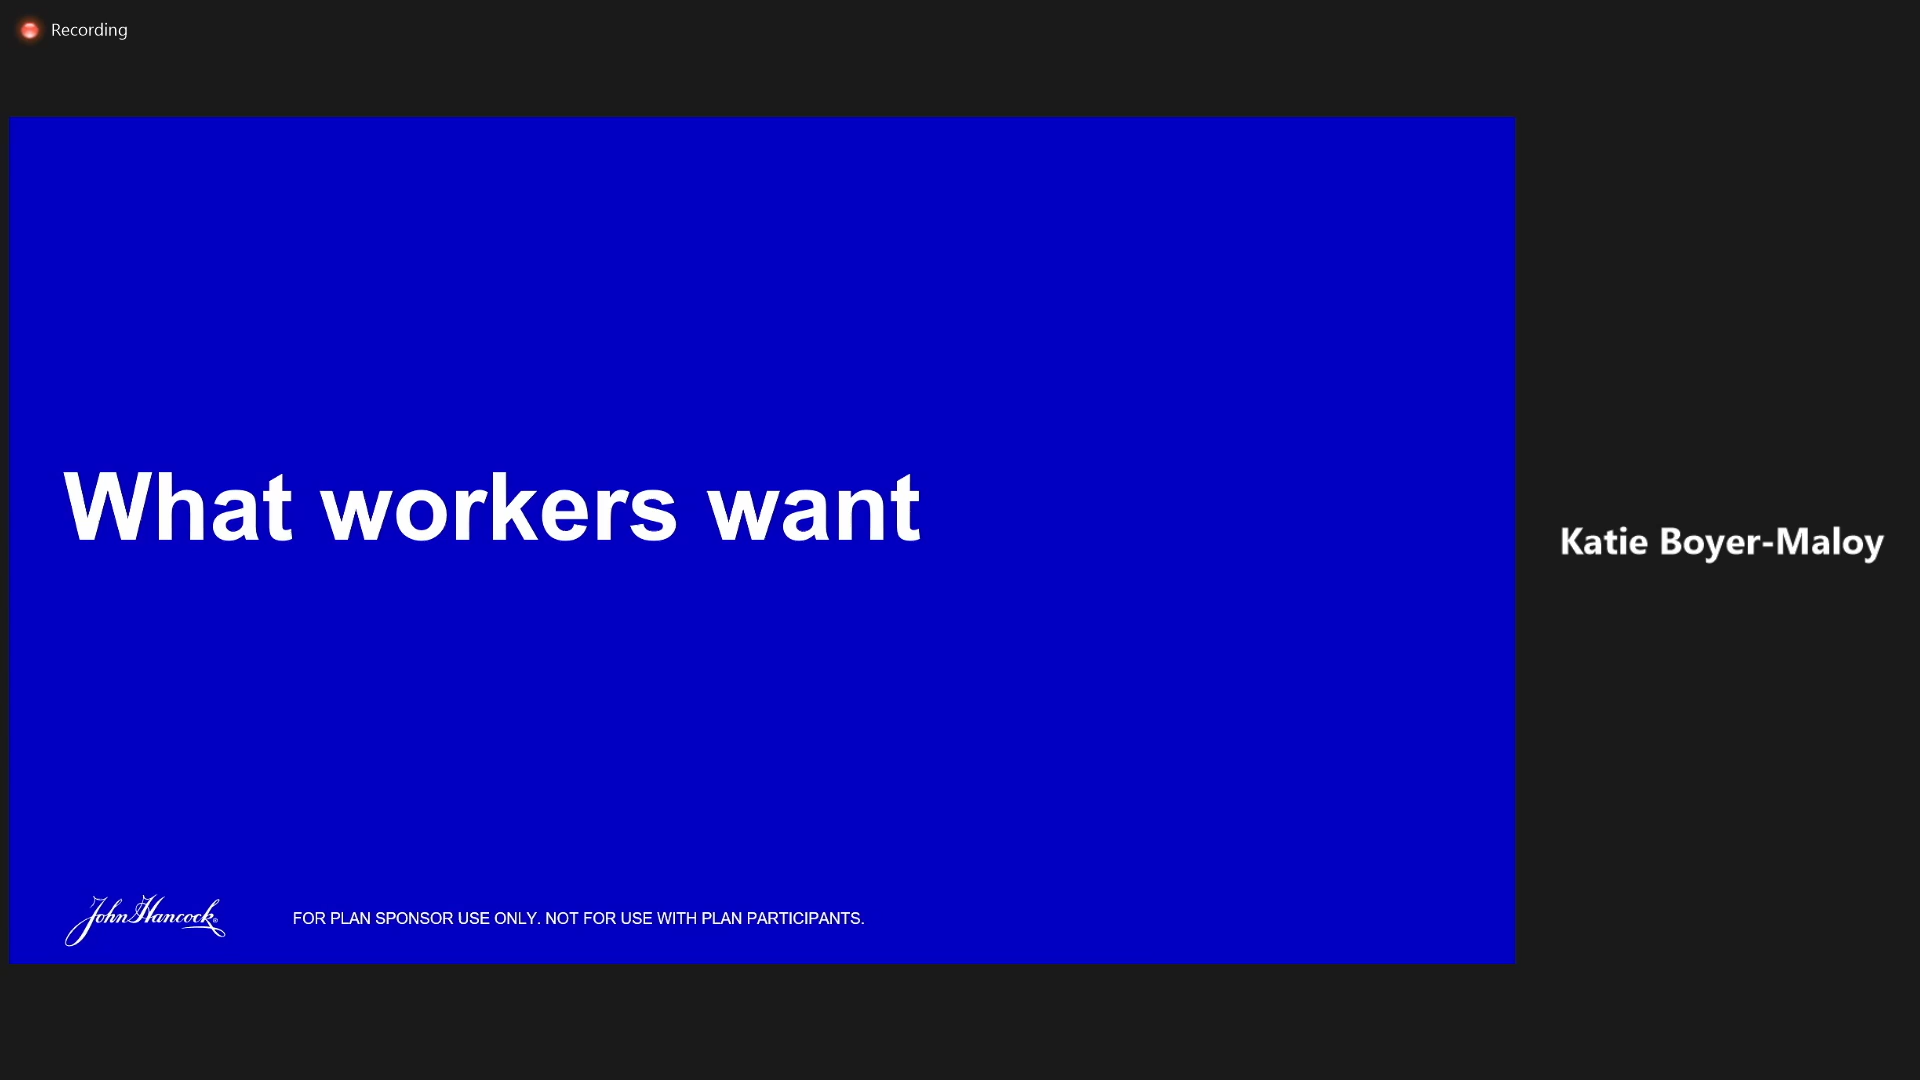 Recording
What workers want
Katie Boyer-Maloy
John Hancock®
FOR PLAN SPONSOR USE ONLY. NOT FOR USE WITH PLAN PARTICIPANTS.